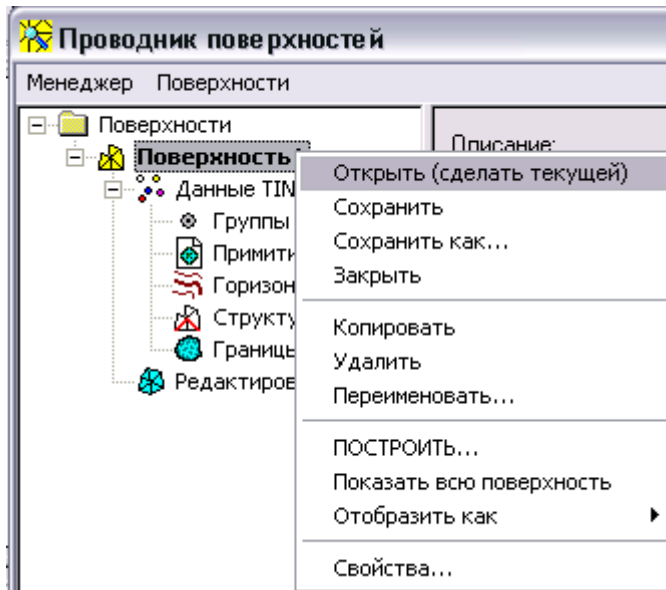 Проводник поверхностей
Менеджер Поверхности
Поверхности
Поверхность
Данные TIN
Группы
Примити
Горизон
Структу
Границы
Редактиров
Описание:
Открыть (сделать текущей)
Сохранить
Сохранить как...
Закрыть
Копировать
Удалить
Переименовать...
ПОСТРОИТЬ...
Показать всю поверхность
Отобразить как
Свойства...